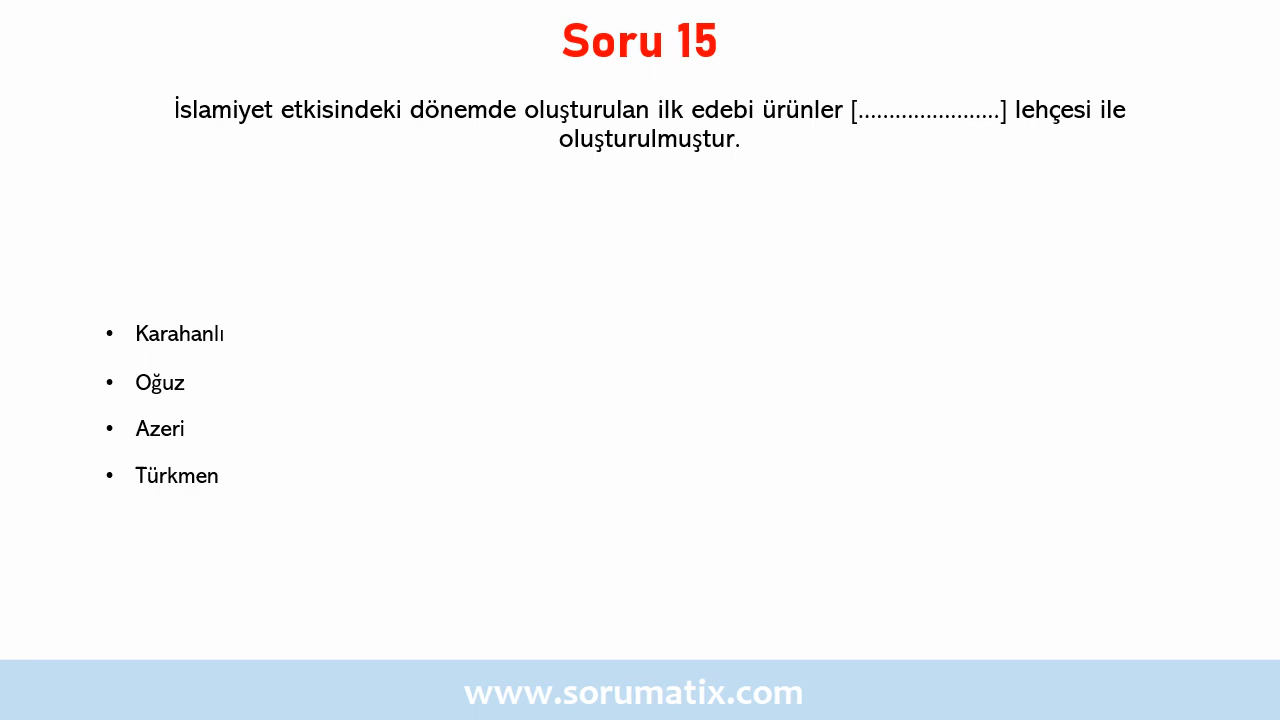 Soru 15
İslamiyet etkisindeki dönemde oluşturulan ilk edebi ürünler [.......................] lehçesi ile
oluşturulmuştur.
• Karahanlı
• Oğuz
• Azeri
• Türkmen
www.sorumatix.com